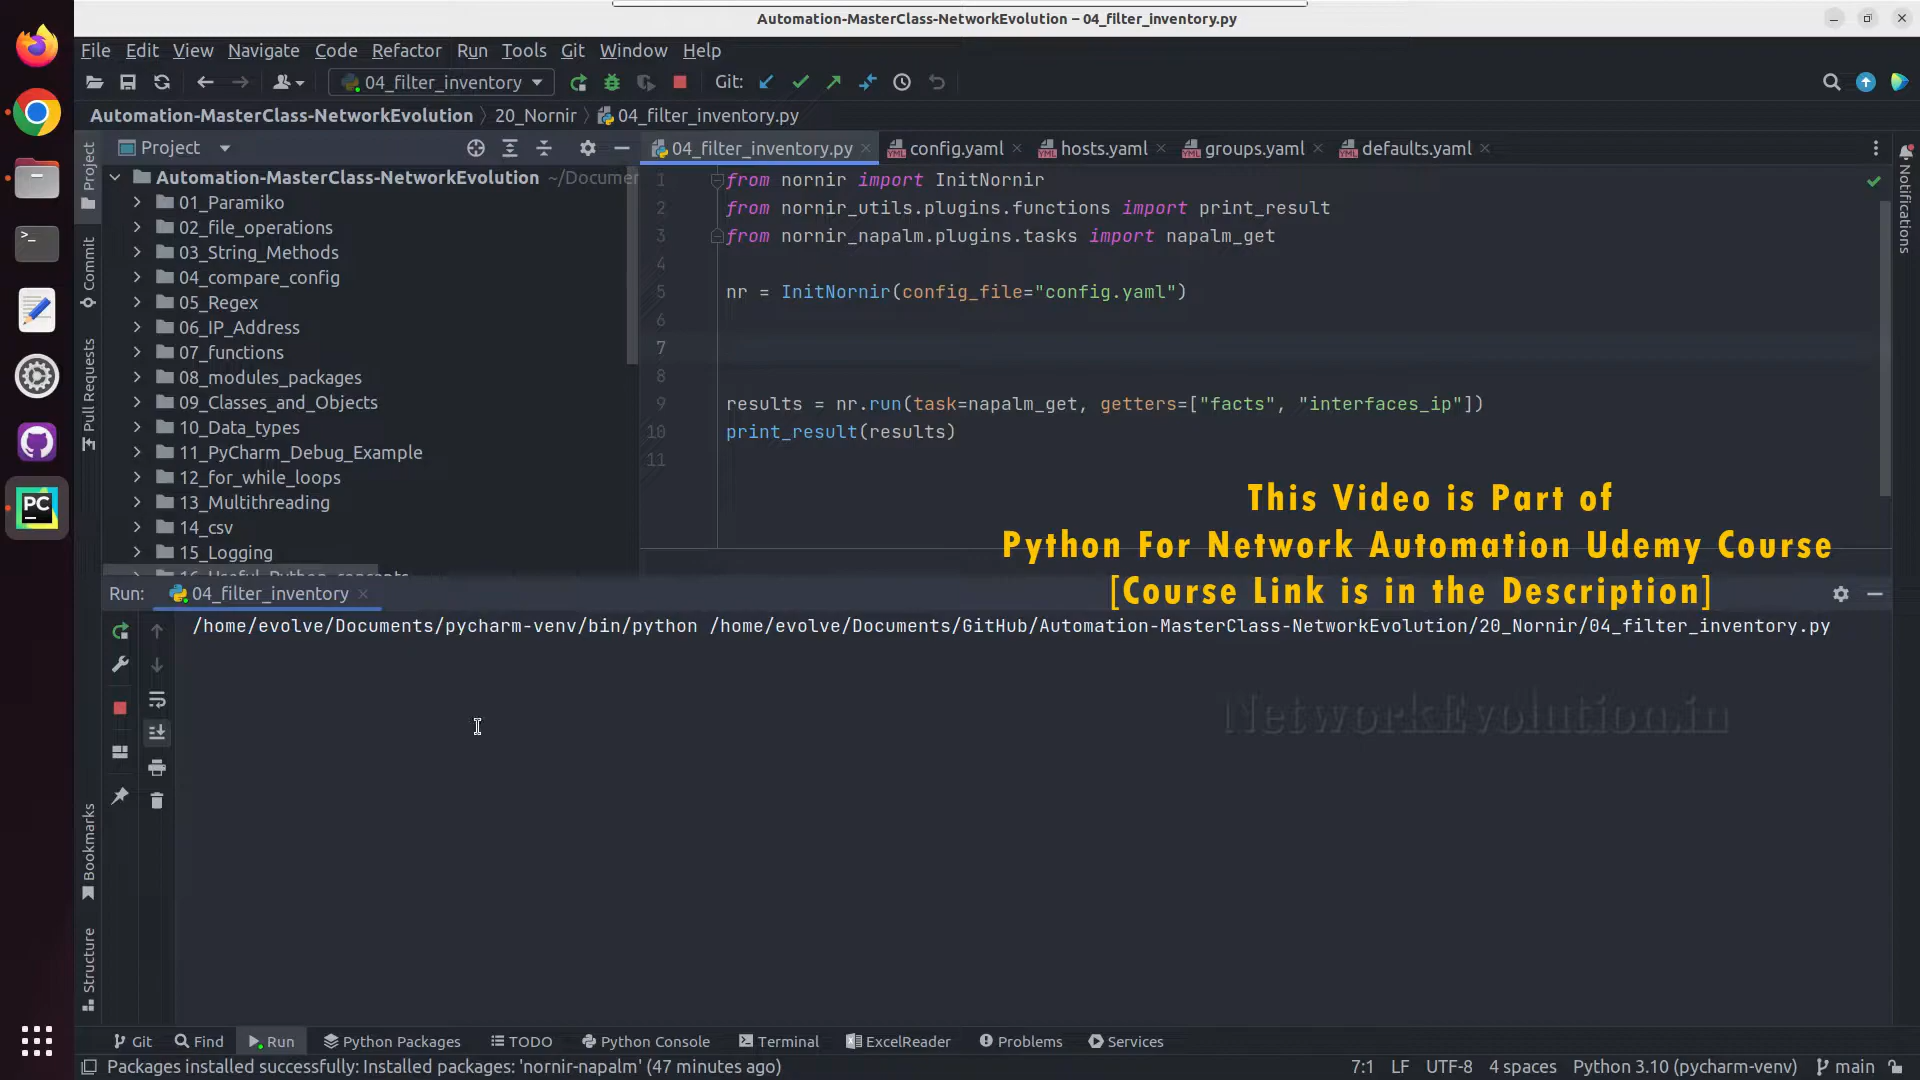 Automation-MasterClass-NetworkEvolution – 04_filter_inventory.py
File Edit View Navigate Code Refactor Run Tools Git Window Help
04_filter_inventory Git:
Automation-MasterClass-NetworkEvolution 20_Nornir 04_filter_inventory.py
Project 04_filter_inventory.py config.yaml hosts.yaml groups.yaml defaults.yaml
Automation-MasterClass-NetworkEvolution ~/Documer
01_Paramiko
02_file_operations
03_String_Methods
04_compare_config
05_Regex
06_IP_Address
07_functions
08_modules_packages
09_Classes_and_Objects
10_Data_types
11_PyCharm_Debug_Example
12_for_while_loops
13_Multithreading
14_csv
15_Logging
16_Useful_Python_concepts
1 from nornir import InitNornir
2 from nornir_utils.plugins.functions import print_result
3 from nornir_napalm.plugins.tasks import napalm_get
4
5 nr = InitNornir(config_file="config.yaml")
6
7
8
9 results = nr.run(task=napalm_get, getters=["facts", "interfaces_ip"])
10 print_result(results)
11
This Video is Part of
Python For Network Automation Udemy Course
[Course Link is in the Description]
Run: 04_filter_inventory
/home/evolve/Documents/pycharm-venv/bin/python /home/evolve/Documents/GitHub/Automation-MasterClass-NetworkEvolution/20_Nornir/04_filter_inventory.py
NetworkEvolution.in
Project
Commit
Pull Requests
Bookmarks
Structure
Notifications
PC
Git Find Run Python Packages TODO Python Console Terminal ExcelReader Problems Services
Packages installed successfully: Installed packages: 'nornir-napalm' (47 minutes ago) 7:1 LF UTF-8 4 spaces Python 3.10 (pycharm-venv) main